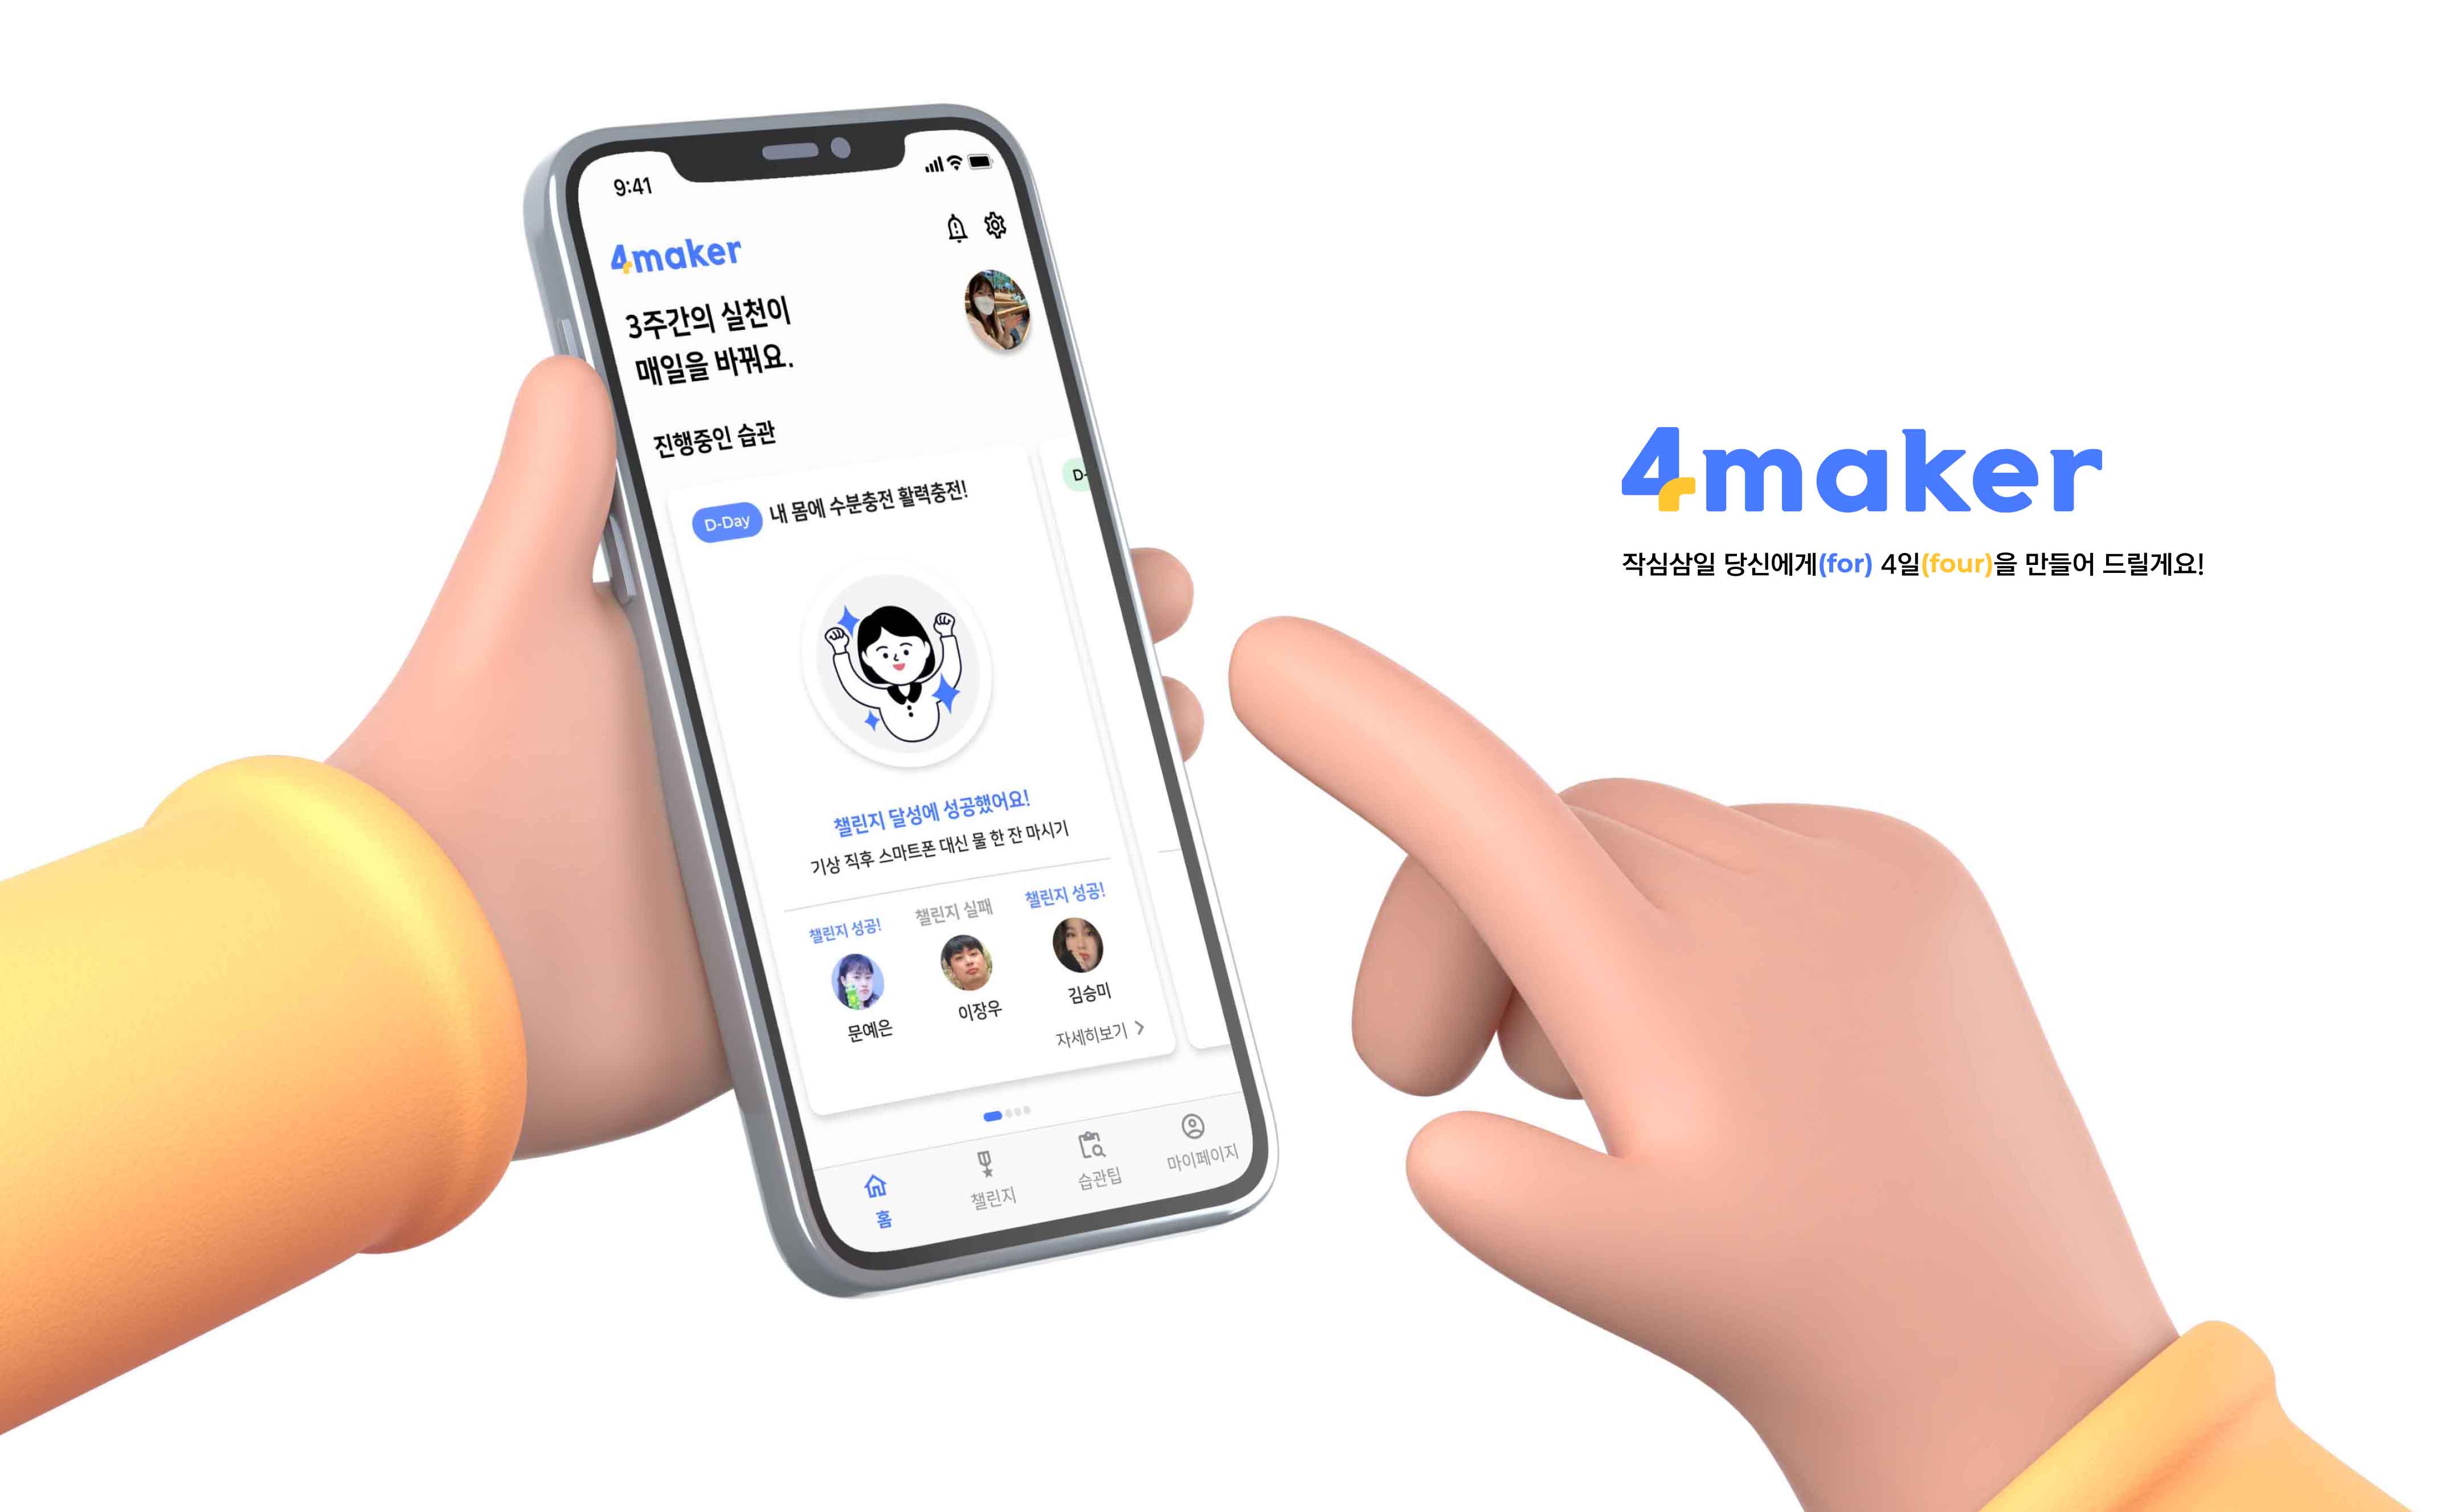 9:41
4maker
3주간의 실천이
매일을 바꿔요.
진행중인 습관
D-Day 내 몸에 수분충전 활력충전!
D-
챌린지 달성에 성공했어요!
기상 직후 스마트폰 대신 물 한 잔 마시기
챌린지 성공! 챌린지 실패 챌린지 성공!
문예은 이장우 김승미
자세히보기
홈 챌린지 습관팁 마이페이지
4maker
작심삼일 당신에게(for) 4일(four)을 만들어 드릴게요!